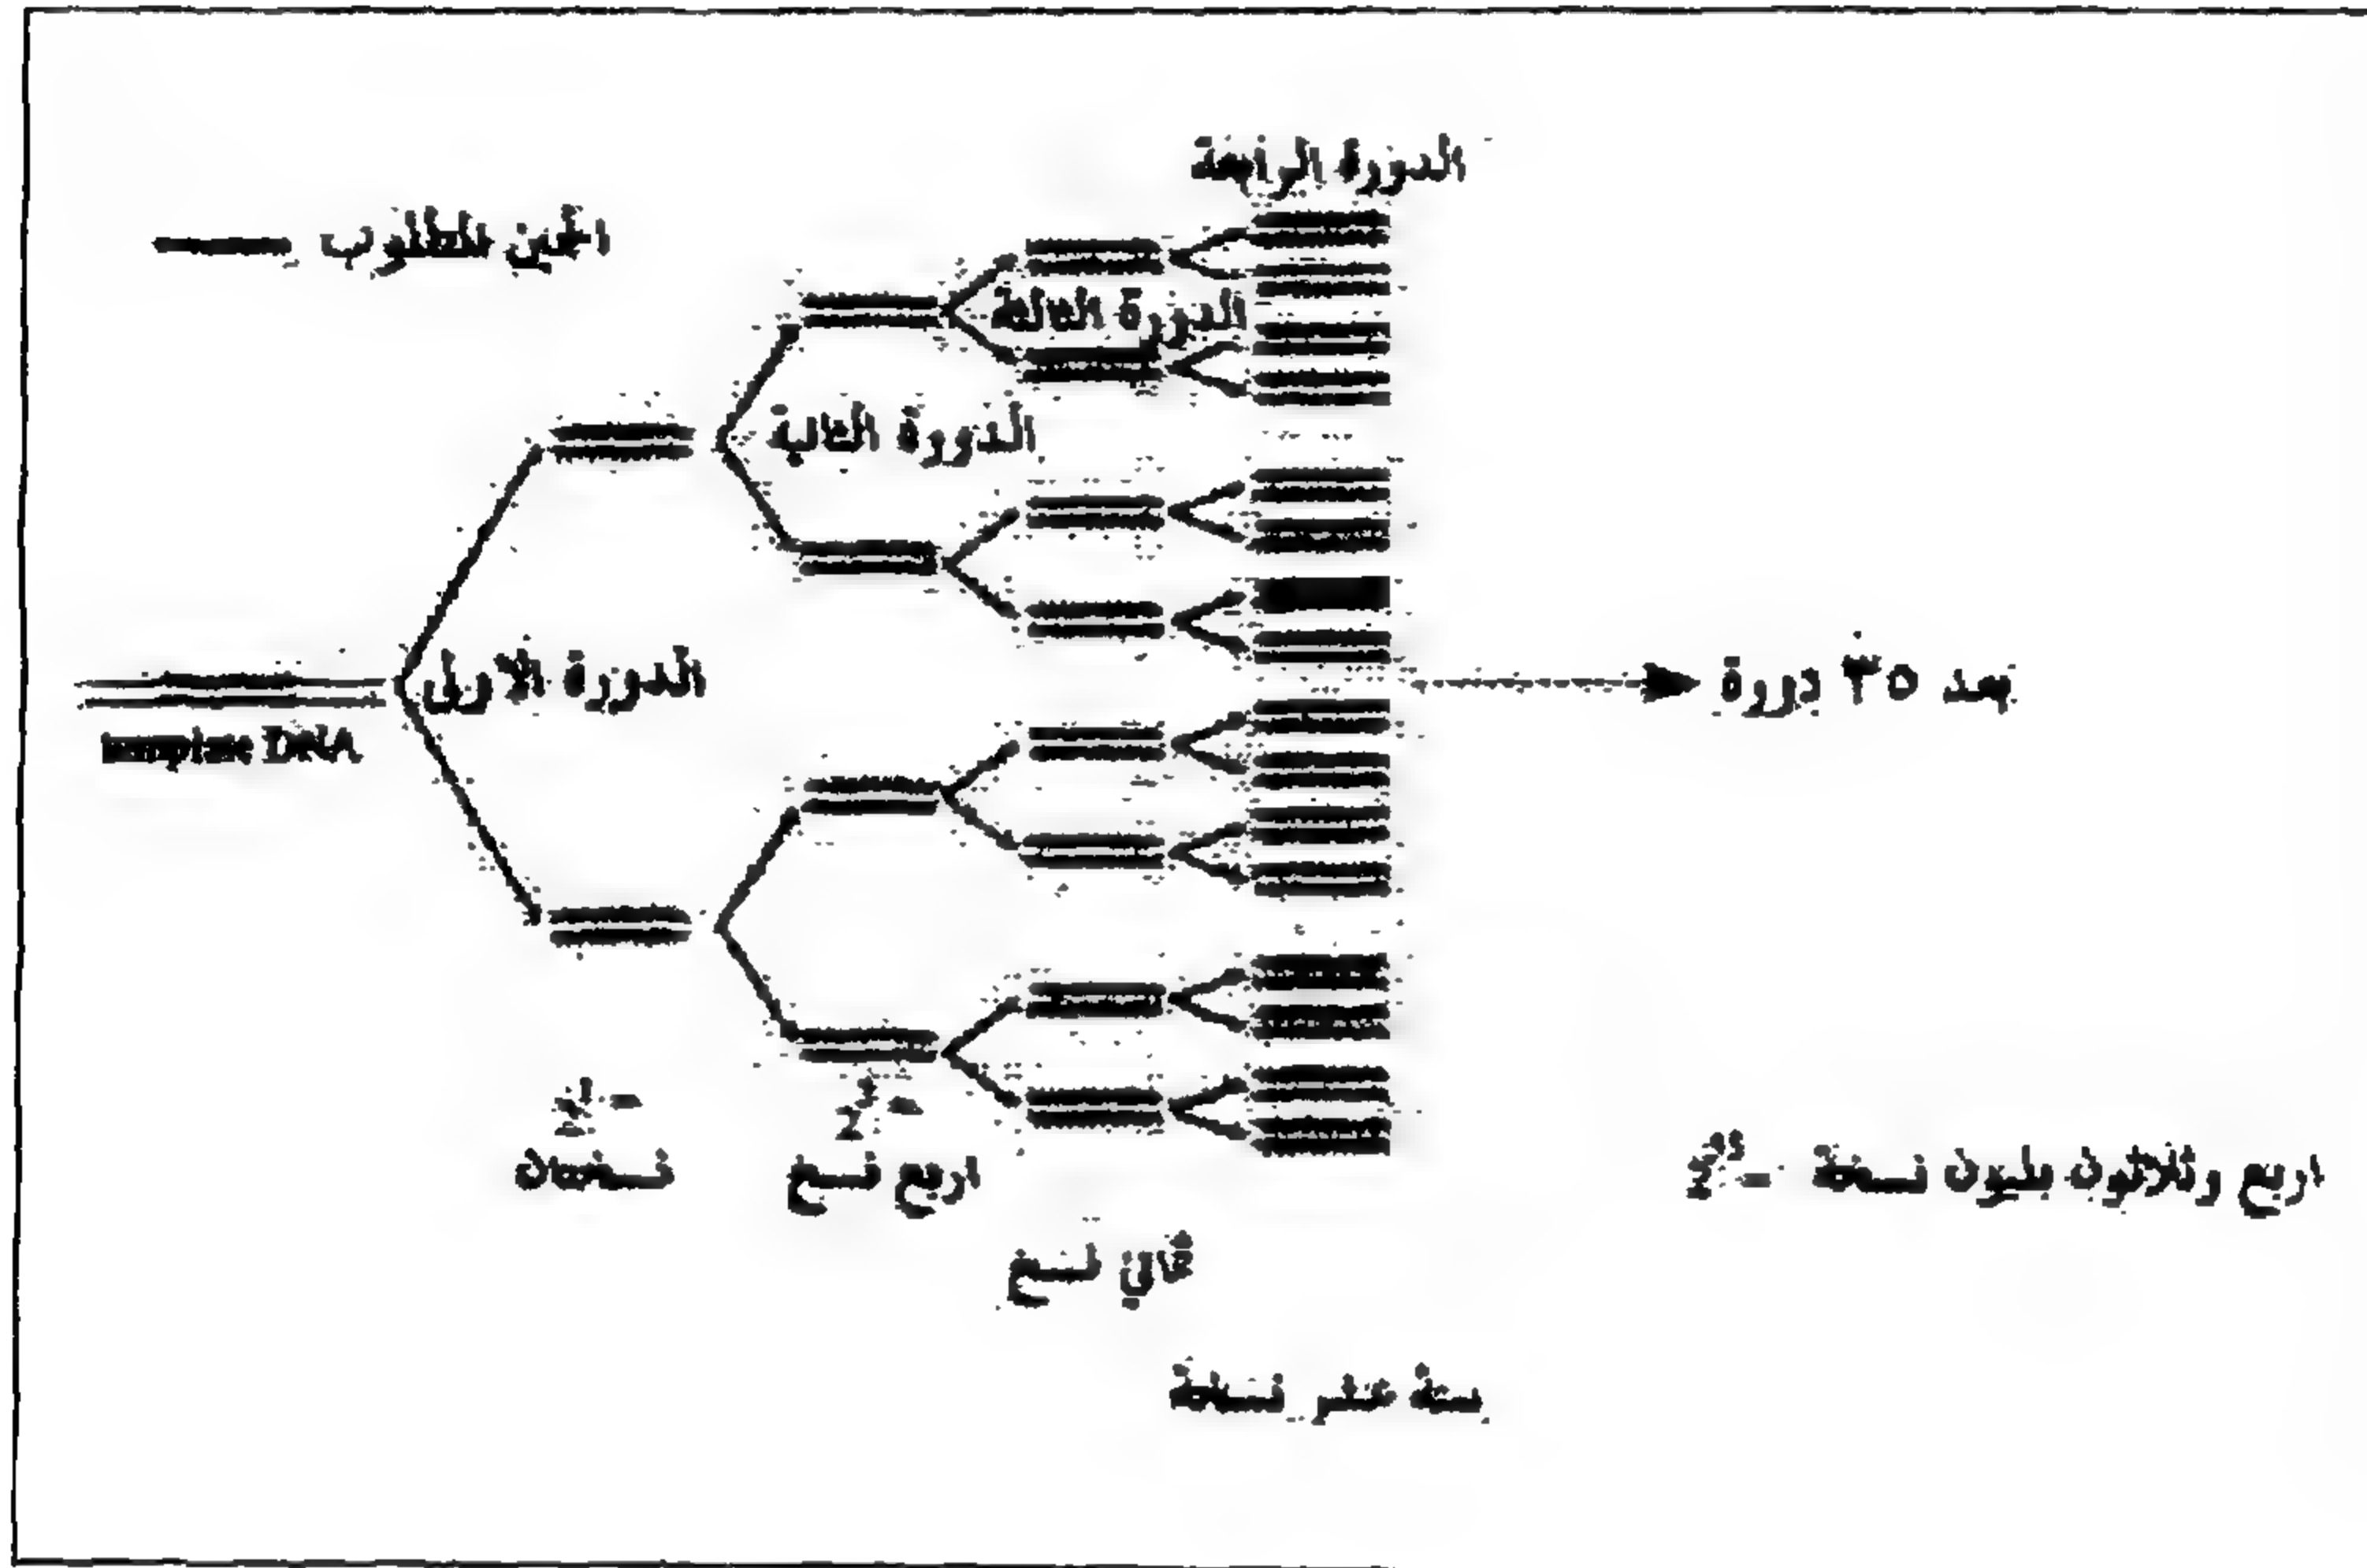 الدورة الرابعة
الجين المطلوب
الدورة الثالثة
الدورة الثانية
الدورة الاولى
template DNA
بعد ٣٥ دورة
نسختان
اربع نسخ
ثماني نسخ
ستة عشر نسخة
اربع وثلاثون بليون نسخة